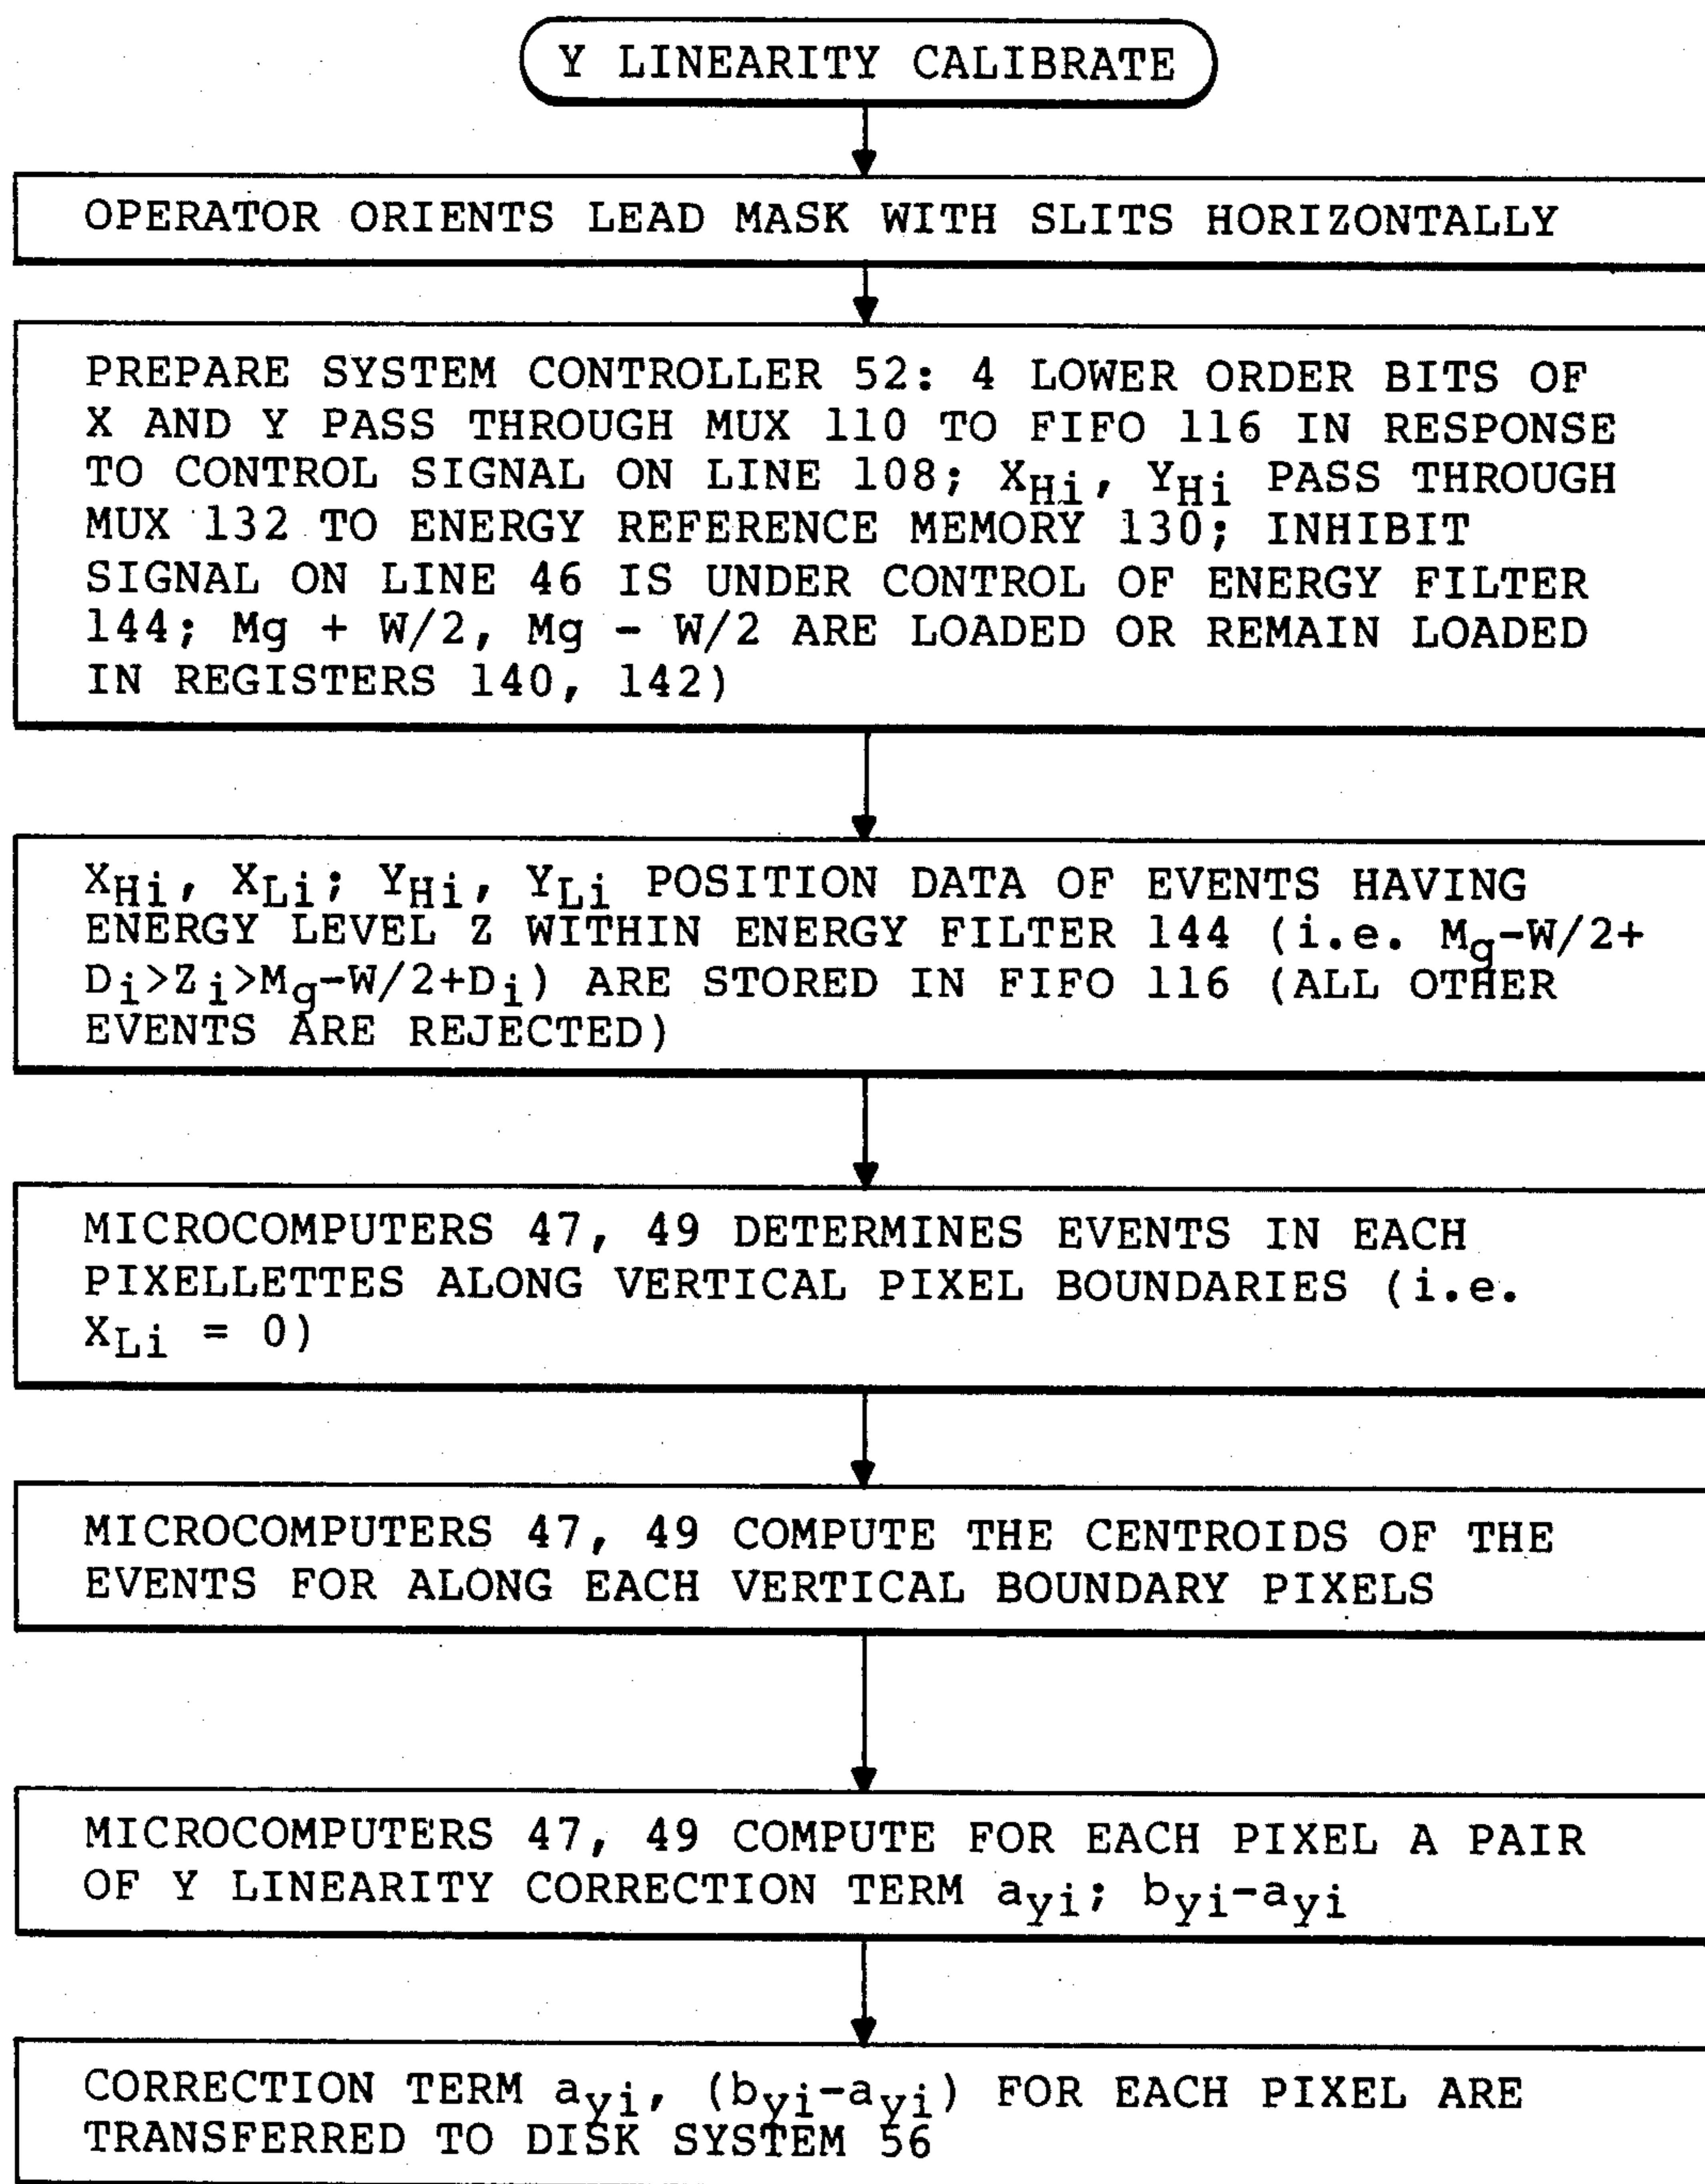 Y LINEARITY CALIBRATE
OPERATOR ORIENTS LEAD MASK WITH SLITS HORIZONTALLY
PREPARE SYSTEM CONTROLLER 52: 4 LOWER ORDER BITS OF
X AND Y PASS THROUGH MUX 110 TO FIFO 116 IN RESPONSE
TO CONTROL SIGNAL ON LINE 108; XHi, YHi PASS THROUGH
MUX 132 TO ENERGY REFERENCE MEMORY 130; INHIBIT
SIGNAL ON LINE 46 IS UNDER CONTROL OF ENERGY FILTER
144; Mg + W/2, Mg - W/2 ARE LOADED OR REMAIN LOADED
IN REGISTERS 140, 142)
XHi, XLi; YHi, YLi POSITION DATA OF EVENTS HAVING
ENERGY LEVEL Z WITHIN ENERGY FILTER 144 (i.e. Mg-W/2+
Di>Zi>Mg-W/2+Di) ARE STORED IN FIFO 116 (ALL OTHER
EVENTS ARE REJECTED)
MICROCOMPUTERS 47, 49 DETERMINES EVENTS IN EACH
PIXELLETTES ALONG VERTICAL PIXEL BOUNDARIES (i.e.
XLi = 0)
MICROCOMPUTERS 47, 49 COMPUTE THE CENTROIDS OF THE
EVENTS FOR ALONG EACH VERTICAL BOUNDARY PIXELS
MICROCOMPUTERS 47, 49 COMPUTE FOR EACH PIXEL A PAIR
OF Y LINEARITY CORRECTION TERM ayi; byi-ayi
CORRECTION TERM ayi, (byi-ayi) FOR EACH PIXEL ARE
TRANSFERRED TO DISK SYSTEM 56